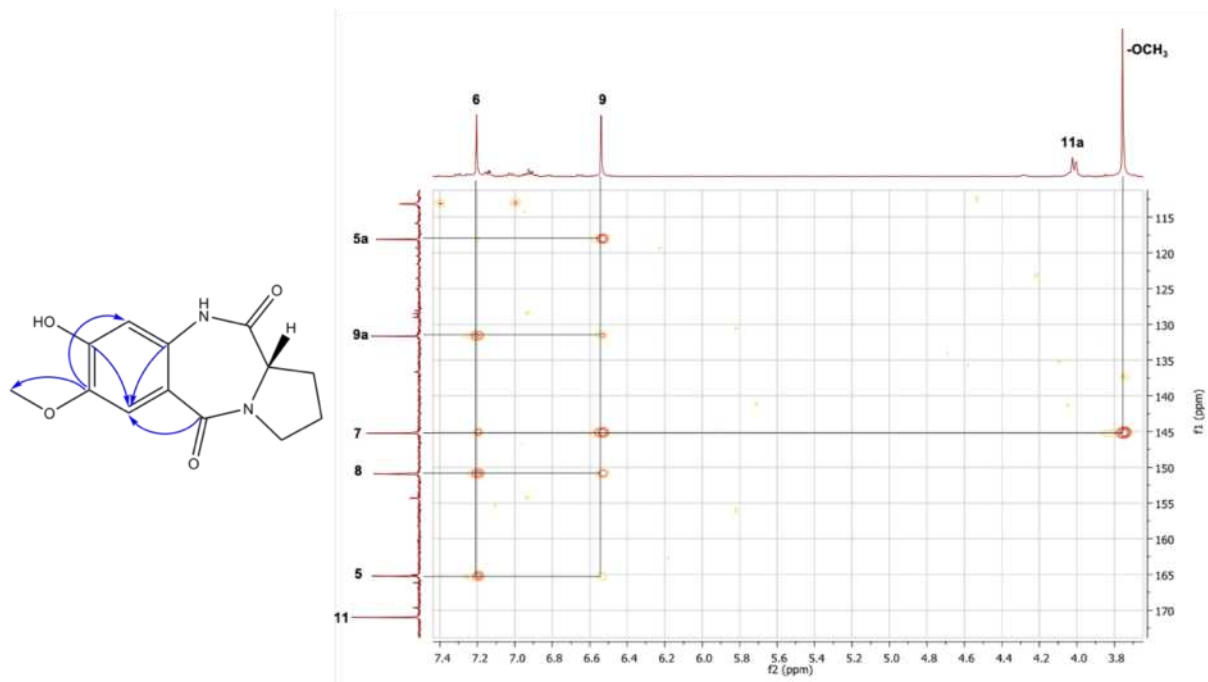 -OCH₃
6
9
11a
5a
9a
7
8
5
11
H
N
O
HO
H
O
N
O
115
120
125
130
135
140
145
150
155
160
165
170
f1 (ppm)
7.4 7.2 7.0 6.8 6.6 6.4 6.2 6.0 5.8 5.6 5.4 5.2 5.0 4.8 4.6 4.4 4.2 4.0 3.8
f2 (ppm)